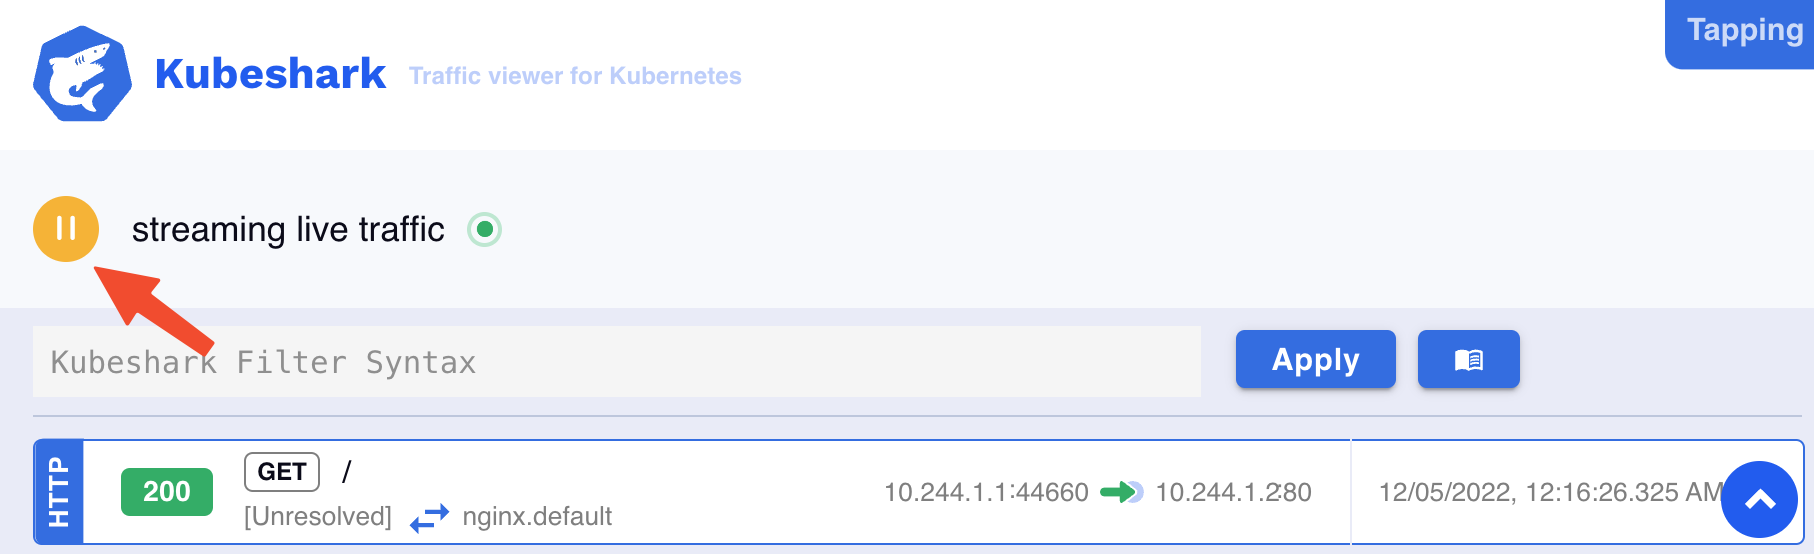 Tapping
Kubeshark Traffic viewer for Kubernetes
streaming live traffic
Kubeshark Filter Syntax
Apply
HTTP
200
GET /
[Unresolved] nginx.default
10.244.1.1:44660 10.244.1.2:80
12/05/2022, 12:16:26.325 AM